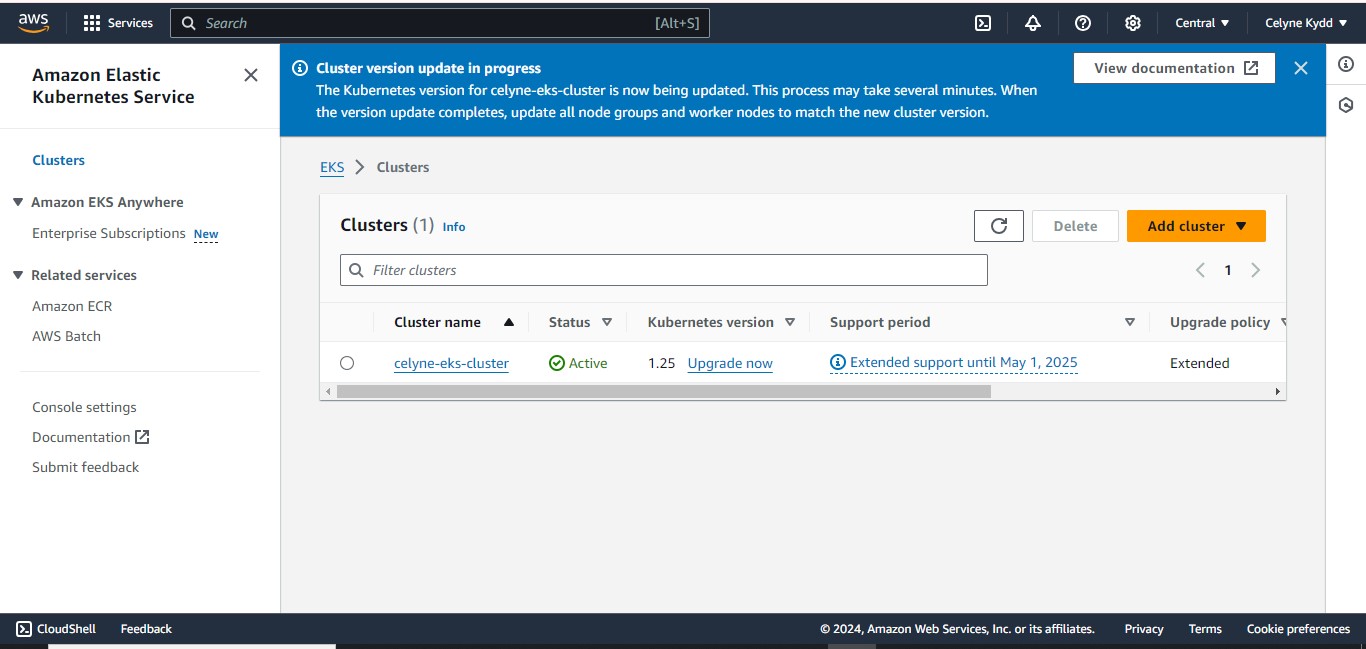 aws
Services
Search
[Alt+S]
Central
Celyne Kydd
Amazon Elastic
Kubernetes Service
Clusters
Amazon EKS Anywhere
Enterprise Subscriptions New
Related services
Amazon ECR
AWS Batch
Console settings
Documentation
Submit feedback
Cluster version update in progress
The Kubernetes version for celyne-eks-cluster is now being updated. This process may take several minutes. When
the version update completes, update all node groups and worker nodes to match the new cluster version.
View documentation
EKS Clusters
Clusters (1) Info
Delete
Add cluster
Filter clusters
1
Cluster name Status Kubernetes version Support period Upgrade policy
celyne-eks-cluster Active 1.25 Upgrade now Extended support until May 1, 2025 Extended
CloudShell Feedback
© 2024, Amazon Web Services, Inc. or its affiliates. Privacy Terms Cookie preferences